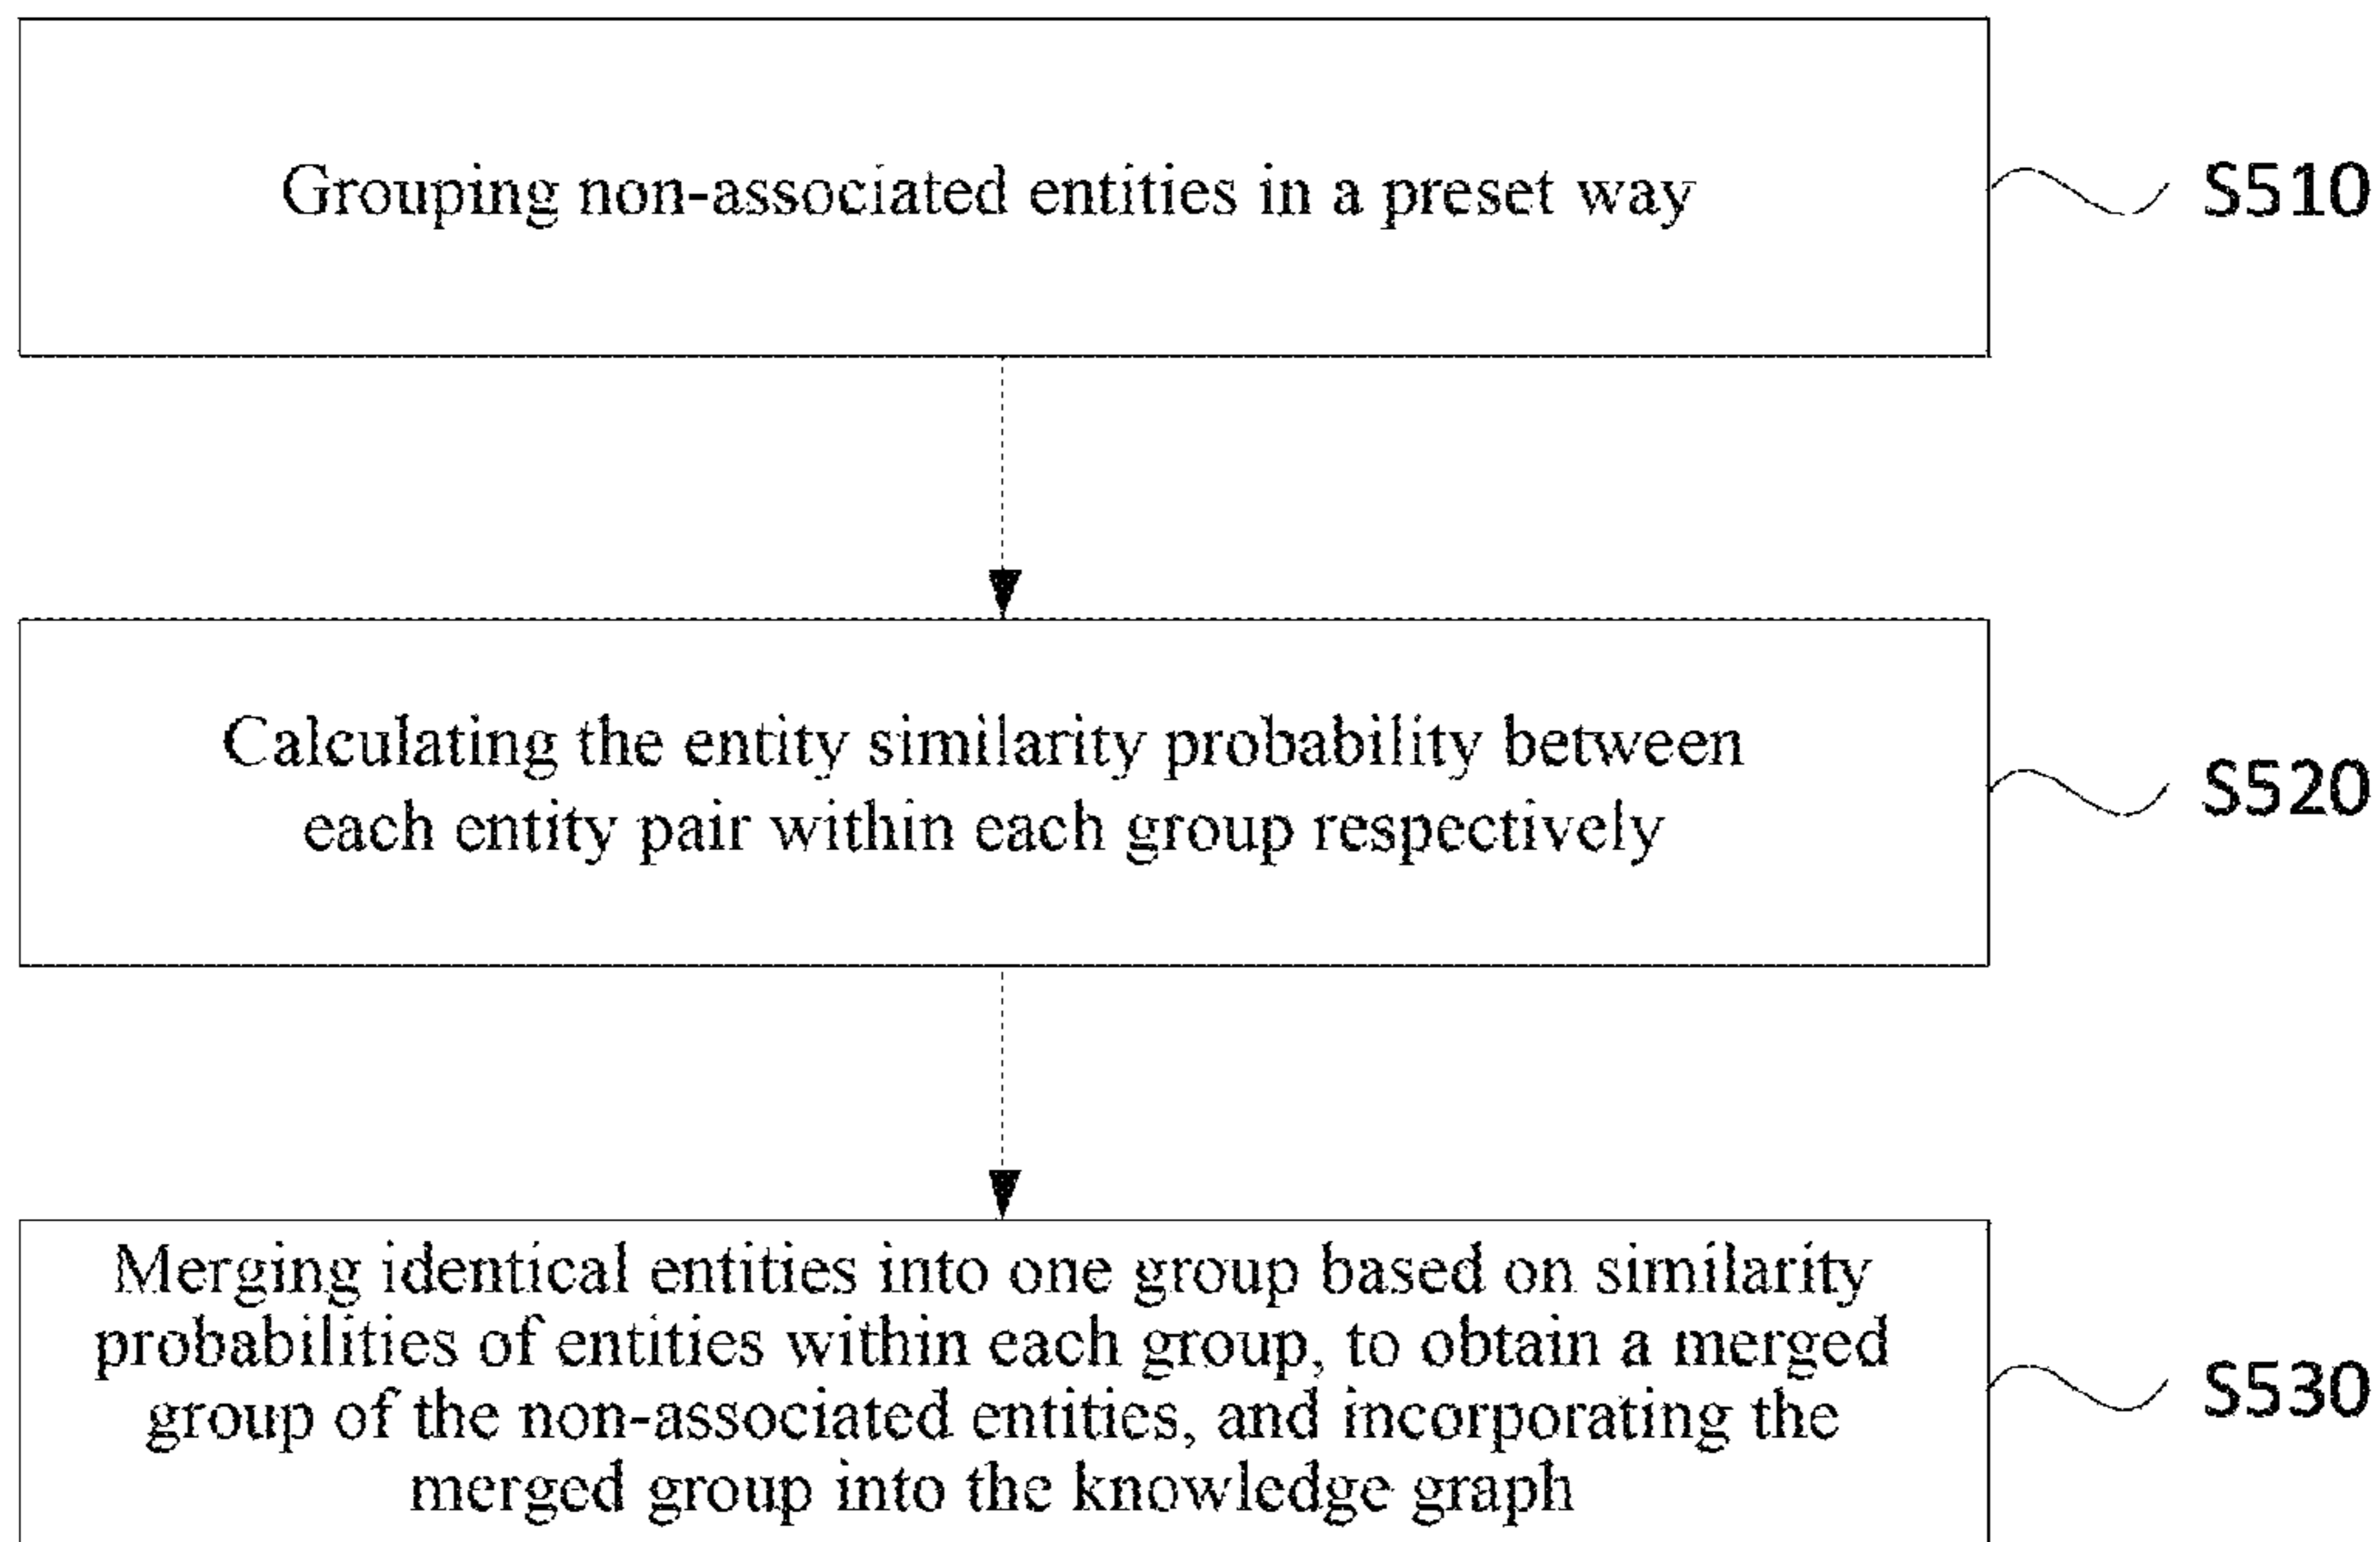 Grouping non-associated entities in a preset way
S510
Calculating the entity similarity probability between
each entity pair within each group respectively
S520
Merging identical entities into one group based on similarity
probabilities of entities within each group, to obtain a merged
group of the non-associated entities, and incorporating the
merged group into the knowledge graph
S530